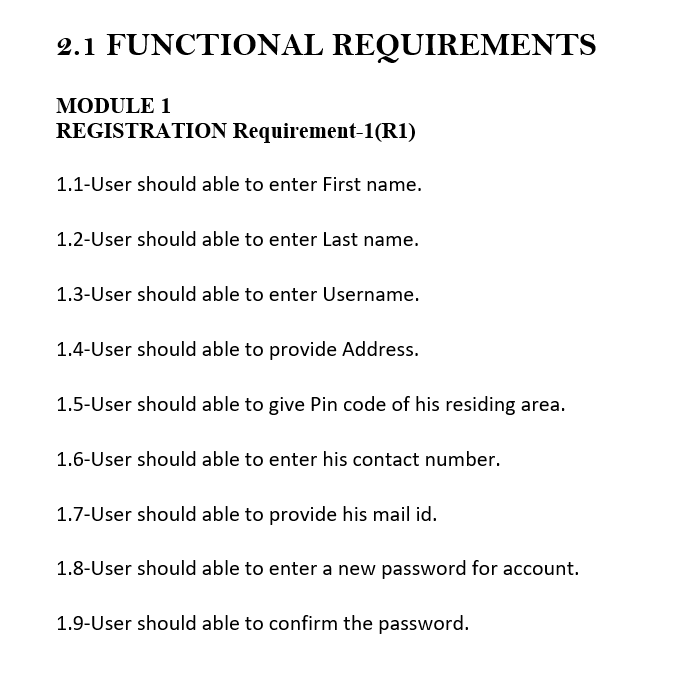 2.1 FUNCTIONAL REQUIREMENTS
MODULE 1
REGISTRATION Requirement-1(R1)
1.1-User should able to enter First name.
1.2-User should able to enter Last name.
1.3-User should able to enter Username.
1.4-User should able to provide Address.
1.5-User should able to give Pin code of his residing area.
1.6-User should able to enter his contact number.
1.7-User should able to provide his mail id.
1.8-User should able to enter a new password for account.
1.9-User should able to confirm the password.